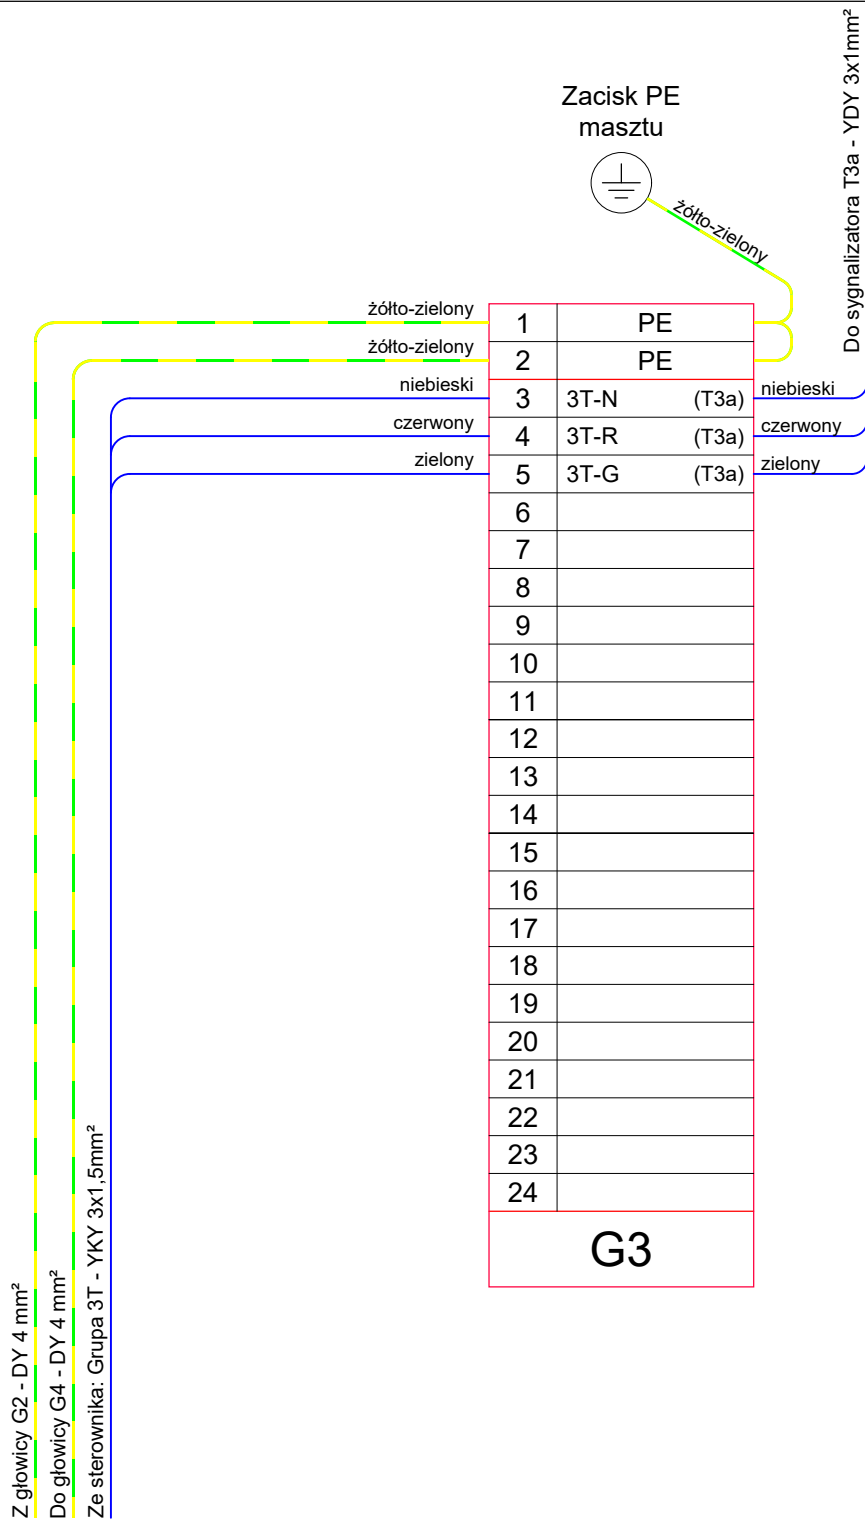 Zacisk PE
masztu
żółto-zielony
Do sygnalizatora T3a - YDY 3x1mm²
żółto-zielony
1 PE
żółto-zielony
2 PE
niebieski
3 3T-N (T3a)
niebieski
czerwony
4 3T-R (T3a)
czerwony
zielony
5 3T-G (T3a)
zielony
6
7
8
9
10
11
12
13
14
15
16
17
18
19
20
21
22
23
24
G3
Z głowicy G2 - DY 4 mm²
Do głowicy G4 - DY 4 mm²
Ze sterownika: Grupa 3T - YKY 3x1,5mm²